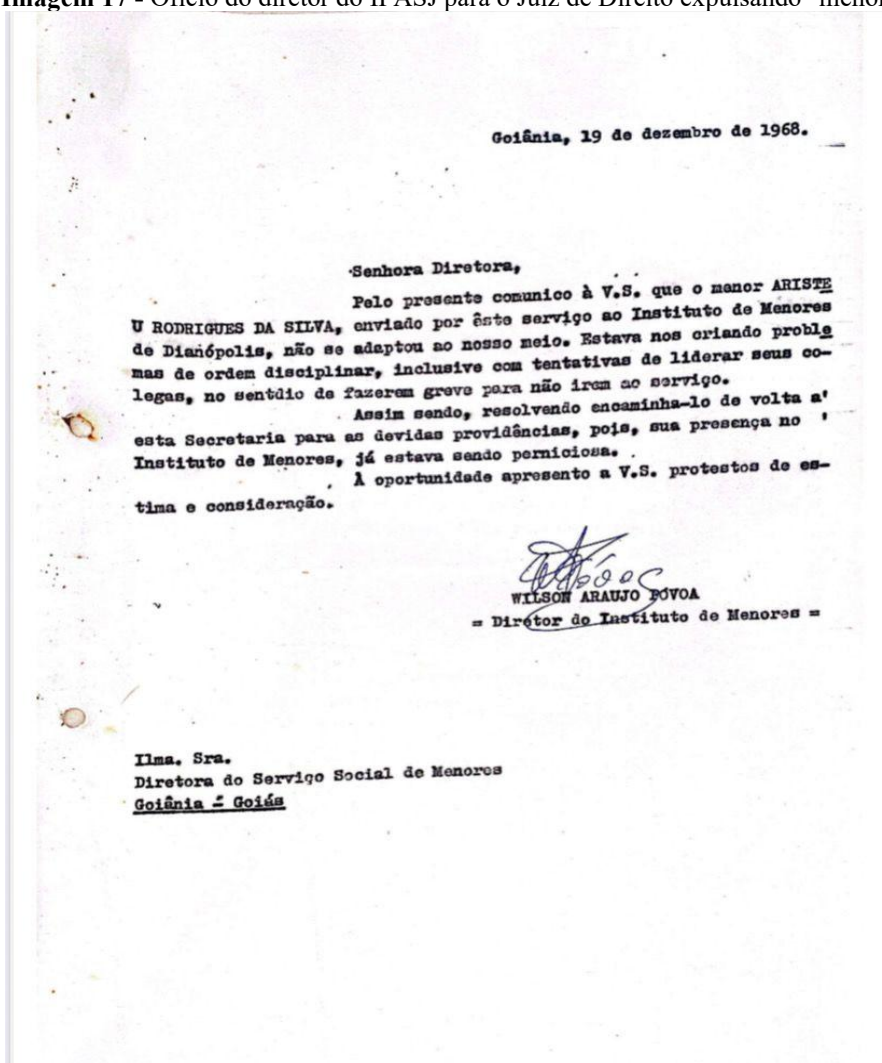 Imagem 17 - Ofício do diretor do IPASJ para o Juiz de Direito expulsando "menor
Goiânia, 19 de dezembro de 1968.
Senhora Diretora,
Pelo presente comunico à V.S. que o menor ARISTE
U RODRIGUES DA SILVA, enviado por êste serviço ao Instituto de Menores
de Dianópolis, não se adaptou ao nosso meio. Estava nos criando proble
mas de ordem disciplinar, inclusive com tentativas de liderar seus co-
legas, no sentdio de fazerem greve para não irem ao serviço.
Assim sendo, resolvendo encaminha-lo de volta a'
esta Secretaria para as devidas providâncias, pois, sua presença no '
Instituto de Menores, já estava sendo perniciosa.
À oportunidade apresento a V.S. protestos de es-
tima e consideração.
WILSON ARAUJO PÓVOA
= Diretor do Instituto de Menores =
Ilma. Sra.
Diretora do Serviço Social de Menores
Goiânia - Goiás